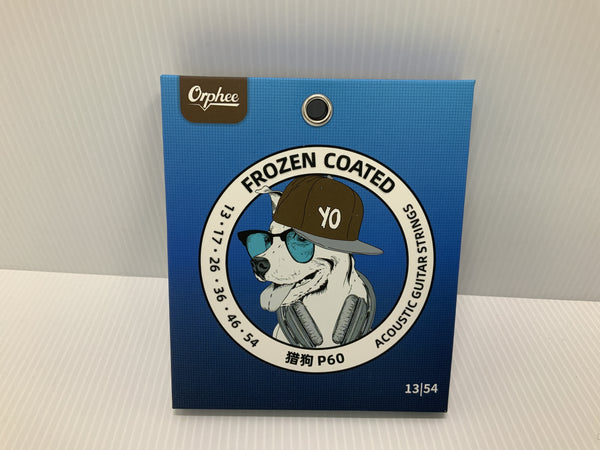 Orphee
FROZEN COATED
YO
13 · 17 · 26 · 36 · 46 · 54
ACOUSTIC GUITAR STRINGS
猎狗 P60
13|54